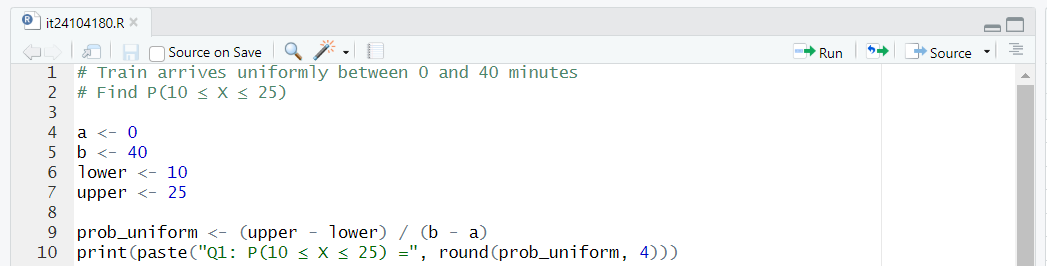 it24104180.R
Source on Save
Run
Source
1 # Train arrives uniformly between 0 and 40 minutes
2 # Find P(10 ≤ X ≤ 25)
3
4 a <- 0
5 b <- 40
6 lower <- 10
7 upper <- 25
8
9 prob_uniform <- (upper - lower) / (b - a)
10 print(paste("Q1: P(10 ≤ X ≤ 25) =", round(prob_uniform, 4)))